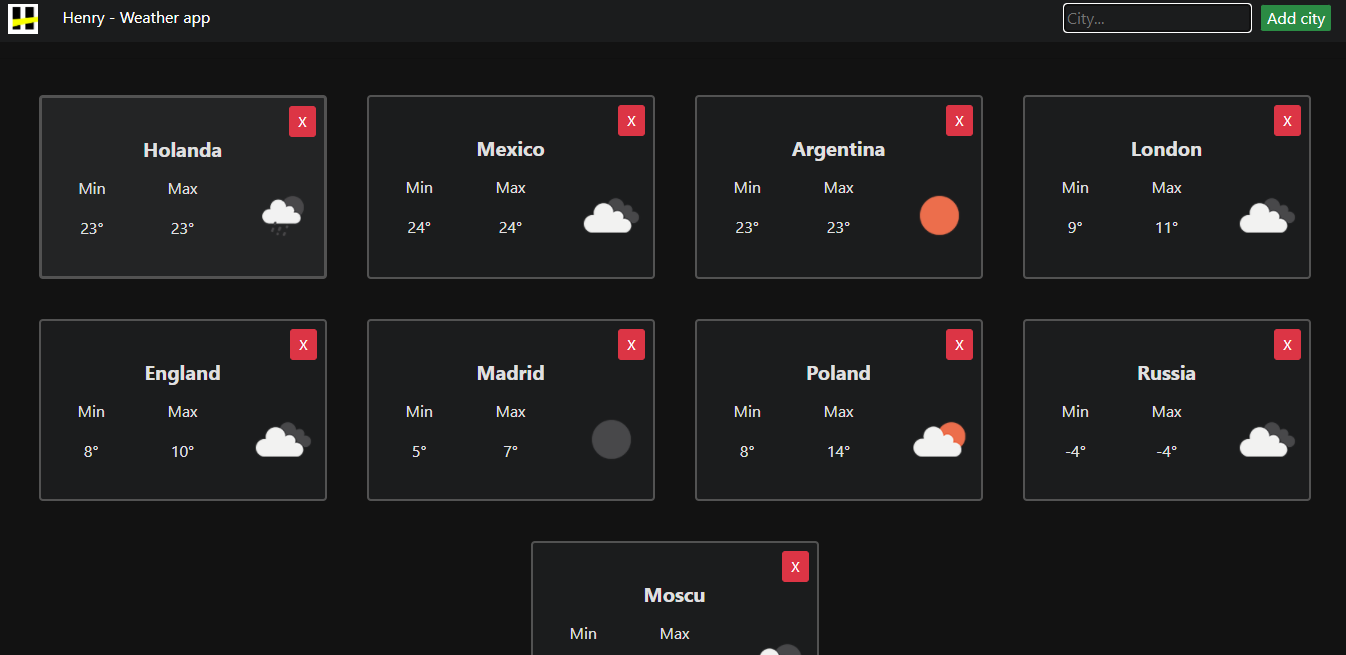 Henry - Weather app
City...
Add city
X
Holanda
Min Max
23° 23°
X
Mexico
Min Max
24° 24°
X
Argentina
Min Max
23° 23°
X
London
Min Max
9° 11°
X
England
Min Max
8° 10°
X
Madrid
Min Max
5° 7°
X
Poland
Min Max
8° 14°
X
Russia
Min Max
-4° -4°
X
Moscu
Min Max